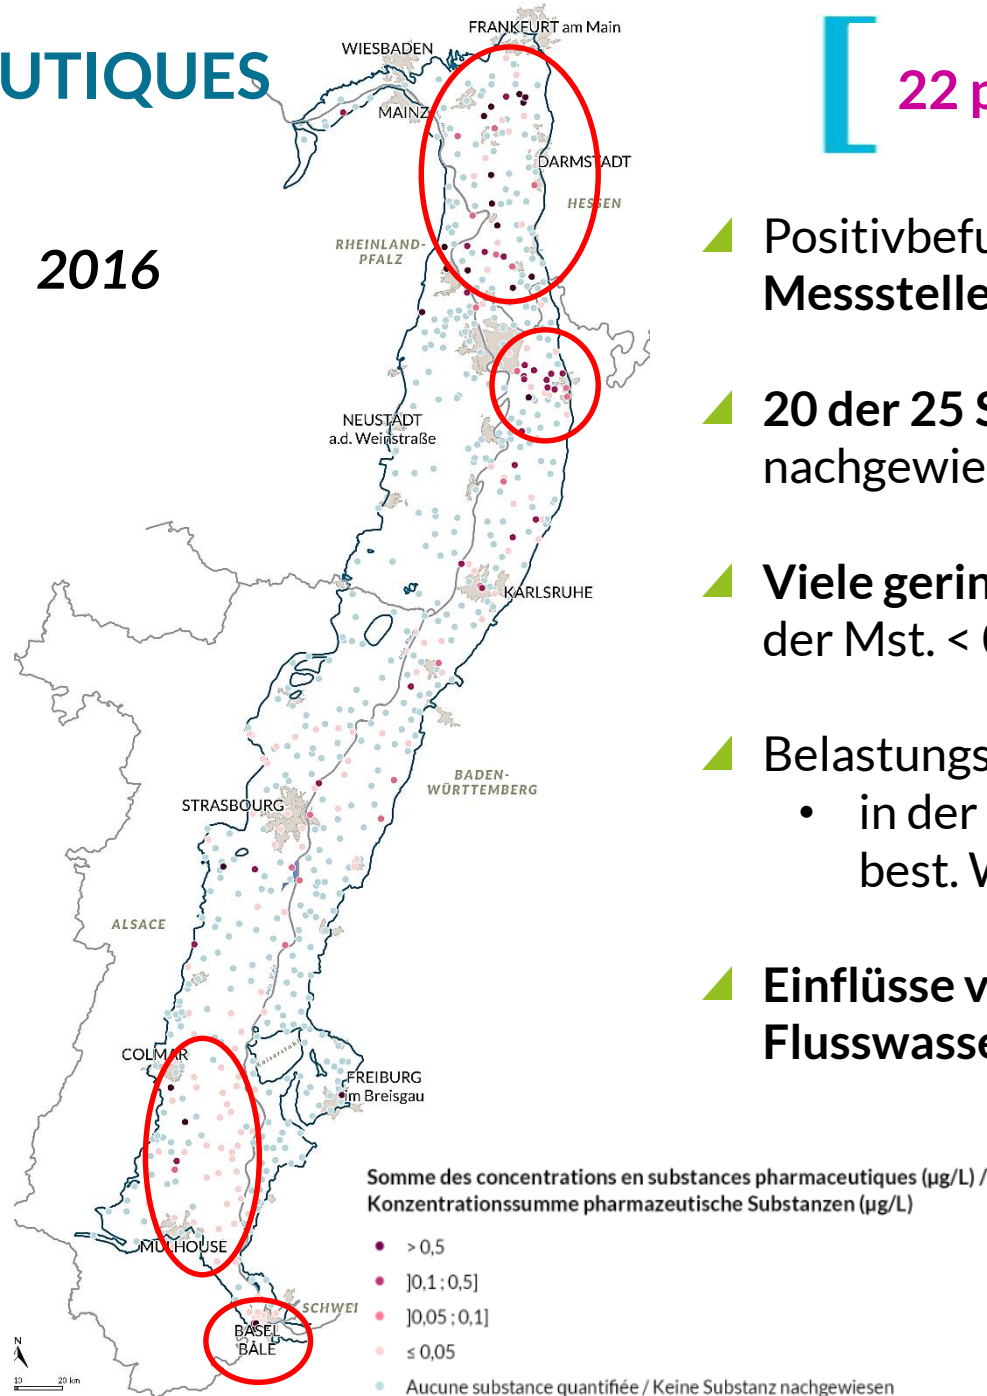 UTIQUES
2016
FRANKFURT am Main
WIESBADEN
MAINZ
DARMSTADT
HESSEN
RHEINLAND-
PFALZ
NEUSTADT
a.d. Weinstraße
KARLSRUHE
BADEN-
WÜRTTEMBERG
STRASBOURG
ALSACE
COLMAR
Kaiserstuhl
FREIBURG
im Breisgau
MULHOUSE
SCHWEI
BASEL
BÂLE
N
10 20 km
Somme des concentrations en substances pharmaceutiques (µg/L) /
Konzentrationssumme pharmazeutische Substanzen (µg/L)
> 0,5
]0,1 ; 0,5]
]0,05 ; 0,1]
≤ 0,05
Aucune substance quantifiée / Keine Substanz nachgewiesen
[
22 p
Positivbefu
Messstelle
20 der 25 S
nachgewie
Viele gerin
der Mst. < 0
Belastungs
• in der
best. W
Einflüsse v
Flusswasse